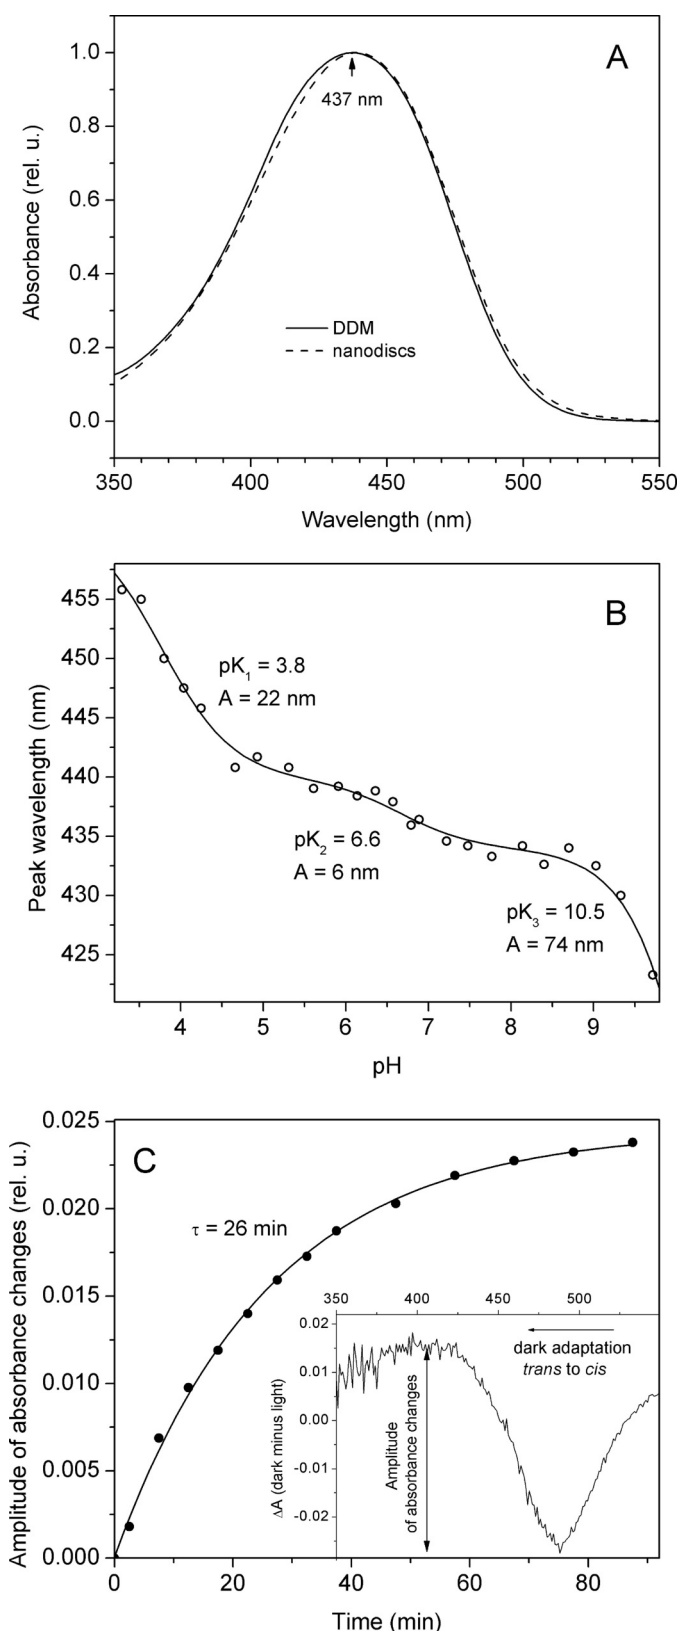 A
1.0
0.8
0.6
0.4
0.2
0.0
Absorbance (rel. u.)
437 nm
DDM
nanodiscs
350 400 450 500 550
Wavelength (nm)
B
455
450
445
440
435
430
425
Peak wavelength (nm)
pK1 = 3.8
A = 22 nm
pK2 = 6.6
A = 6 nm
pK3 = 10.5
A = 74 nm
4 5 6 7 8 9
pH
C
0.025
0.020
0.015
0.010
0.005
0.000
Amplitude of absorbance changes (rel. u.)
τ = 26 min
350 400 450 500
0.02
0.01
0.00
-0.01
-0.02
ΔA (dark minus light)
dark adaptation
trans to cis
Amplitude
of absorbance changes
0 20 40 60 80
Time (min)